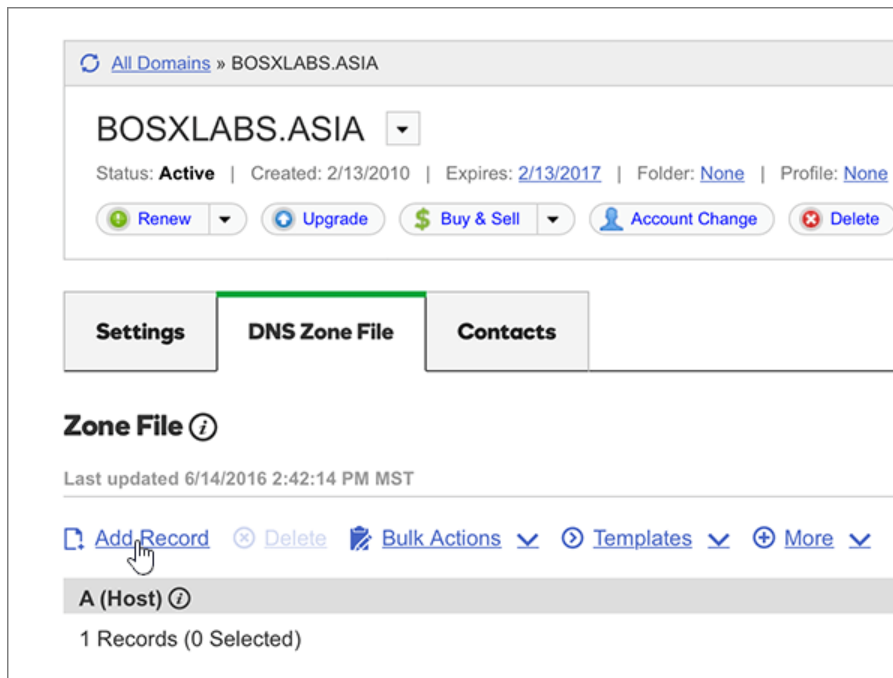 All Domains » BOSXLABS.ASIA
BOSXLABS.ASIA
Status: Active | Created: 2/13/2010 | Expires: 2/13/2017 | Folder: None | Profile: None
Renew Upgrade Buy & Sell Account Change Delete
Settings DNS Zone File Contacts
Zone File
Last updated 6/14/2016 2:42:14 PM MST
Add Record Delete Bulk Actions Templates More
A (Host)
1 Records (0 Selected)